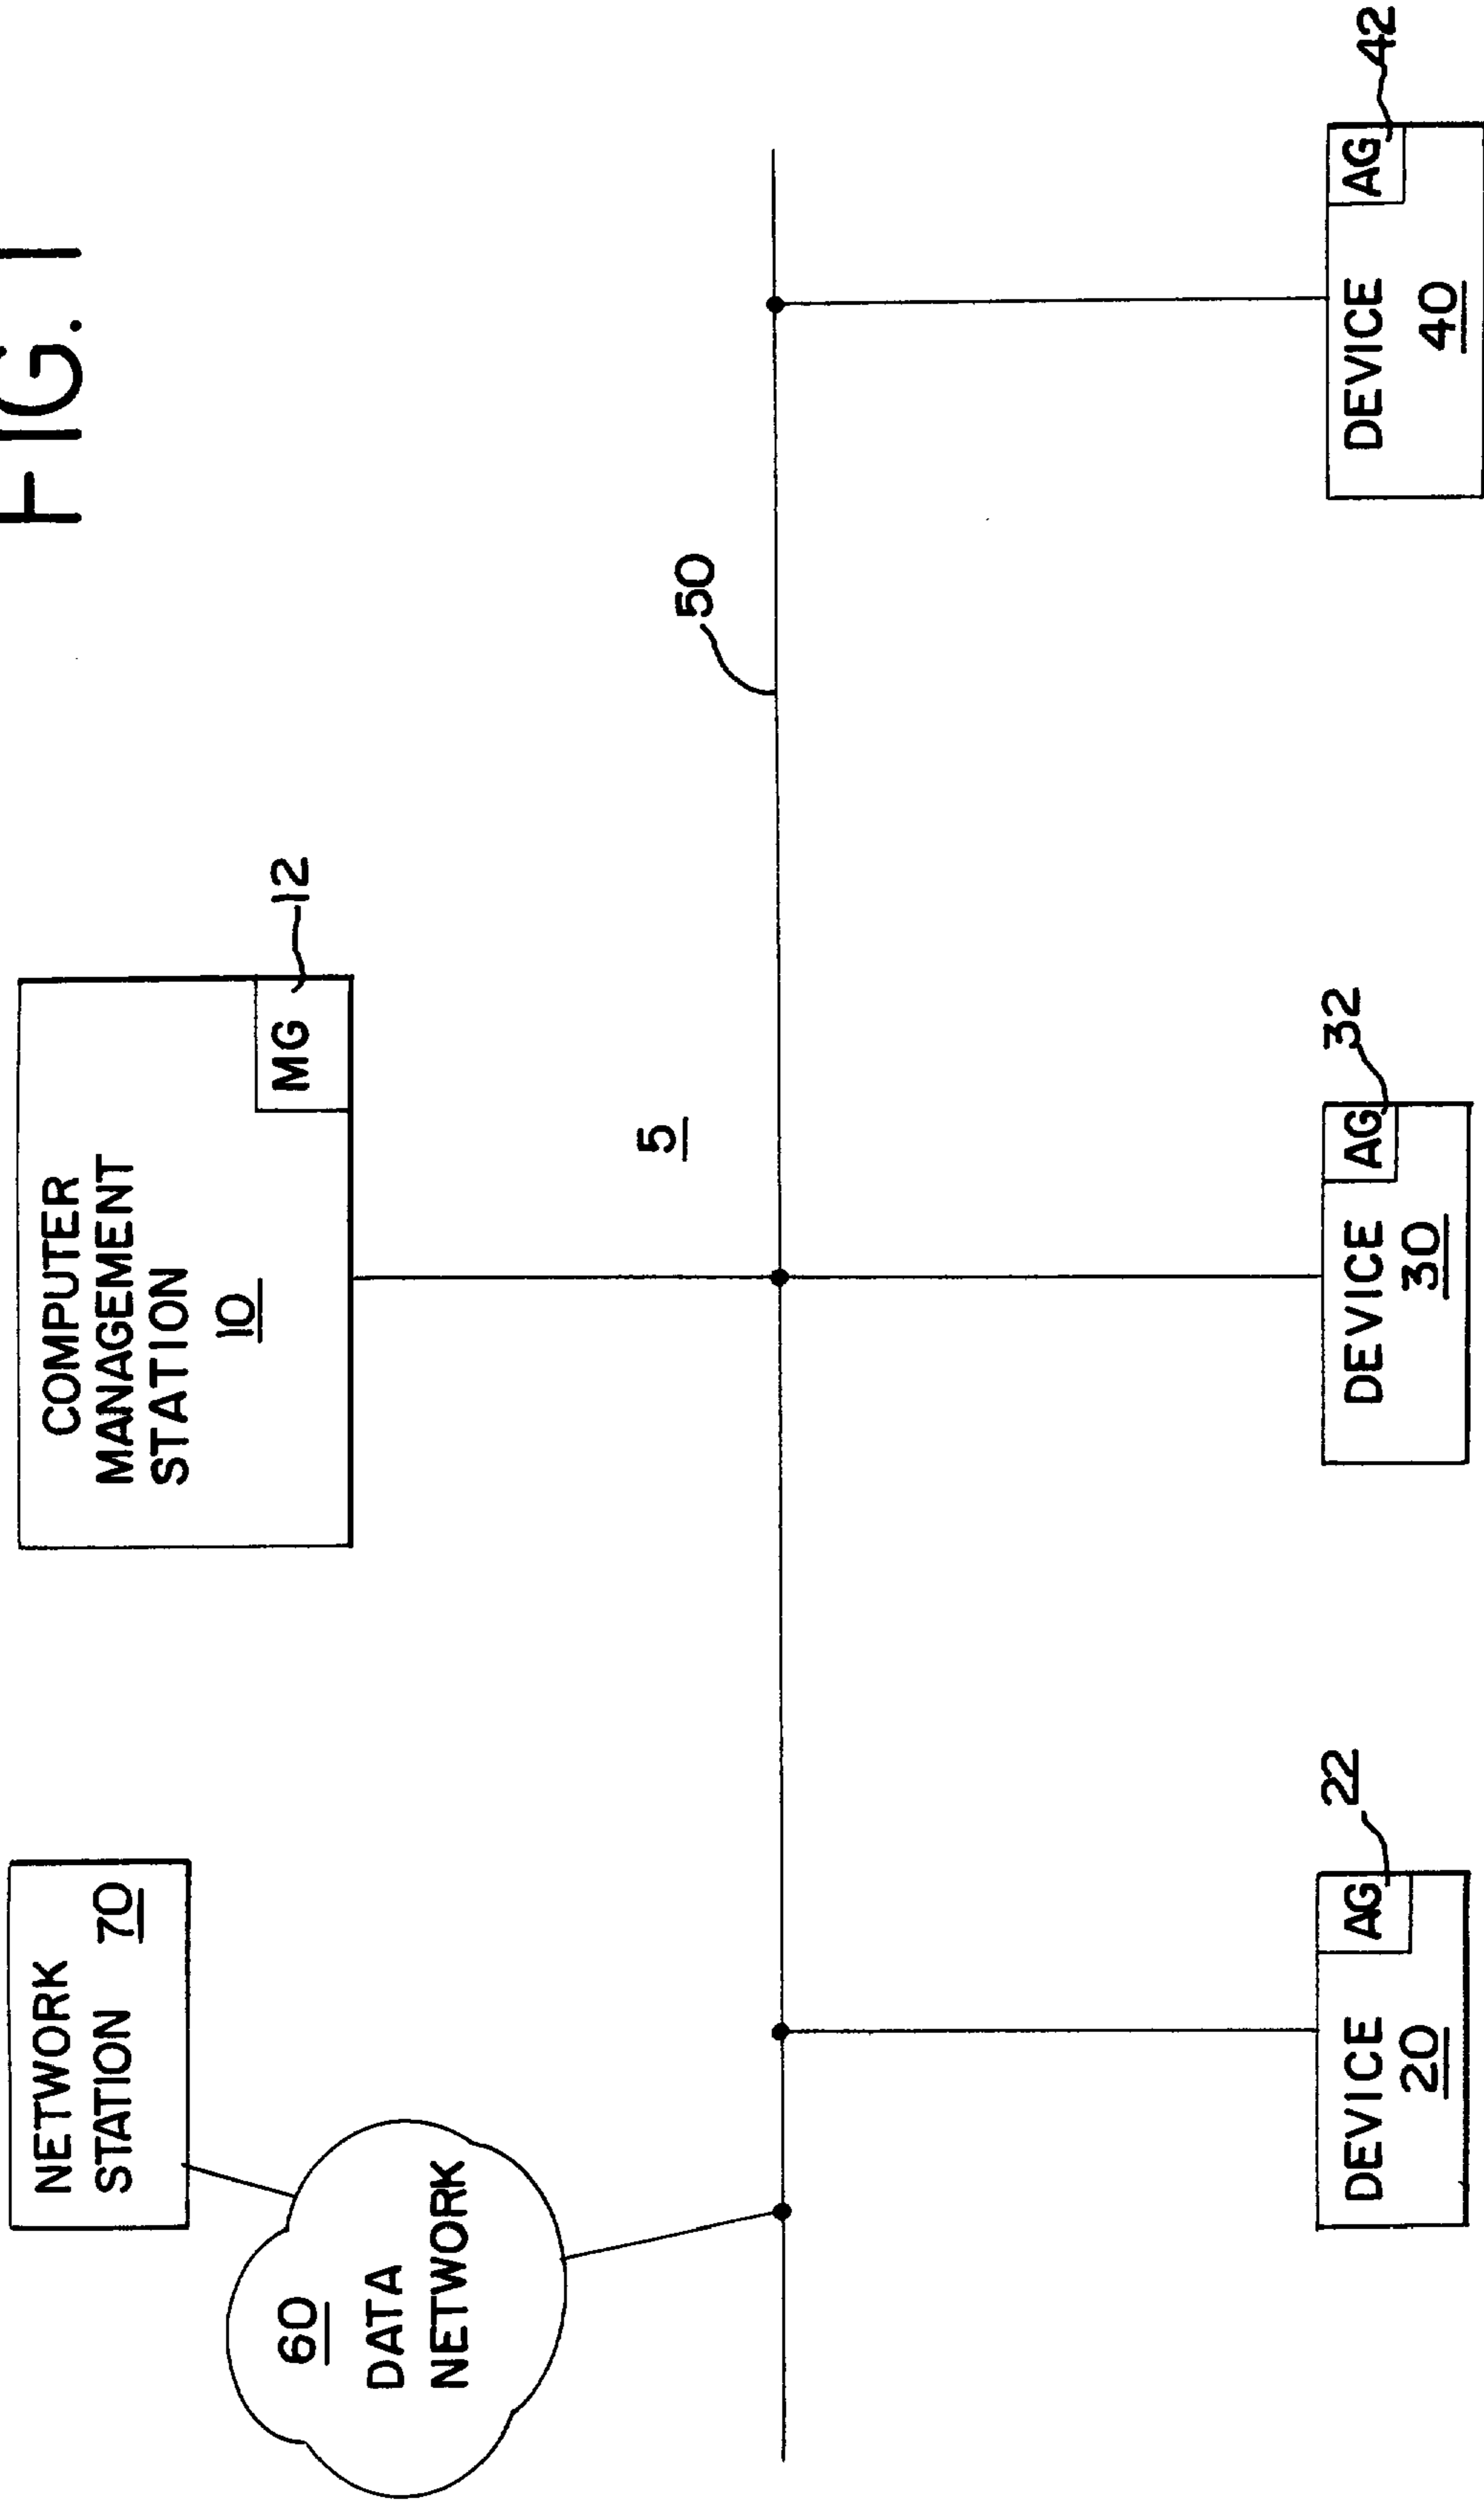 FIG. 1
NETWORK
STATION 70
60
DATA
NETWORK
COMPUTER
MANAGEMENT
STATION
10
MG
12
5
50
DEVICE
20
AG
22
DEVICE
30
AG
32
DEVICE
40
AG
42